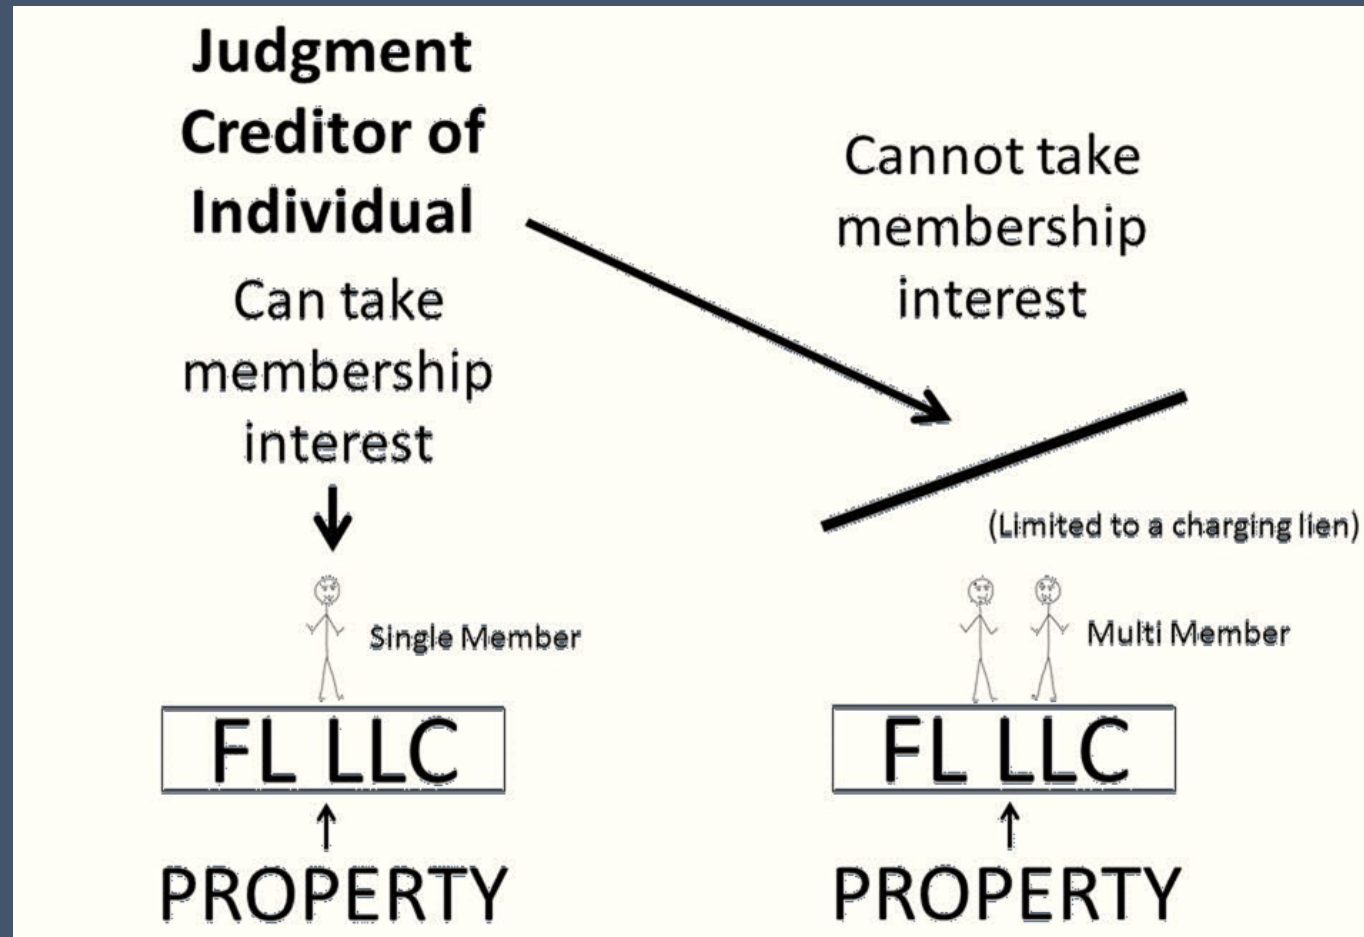 Judgment
Creditor of
Individual
Can take
membership
interest
Single Member
FL LLC
PROPERTY
Cannot take
membership
interest
(Limited to a charging lien)
Multi Member
FL LLC
PROPERTY